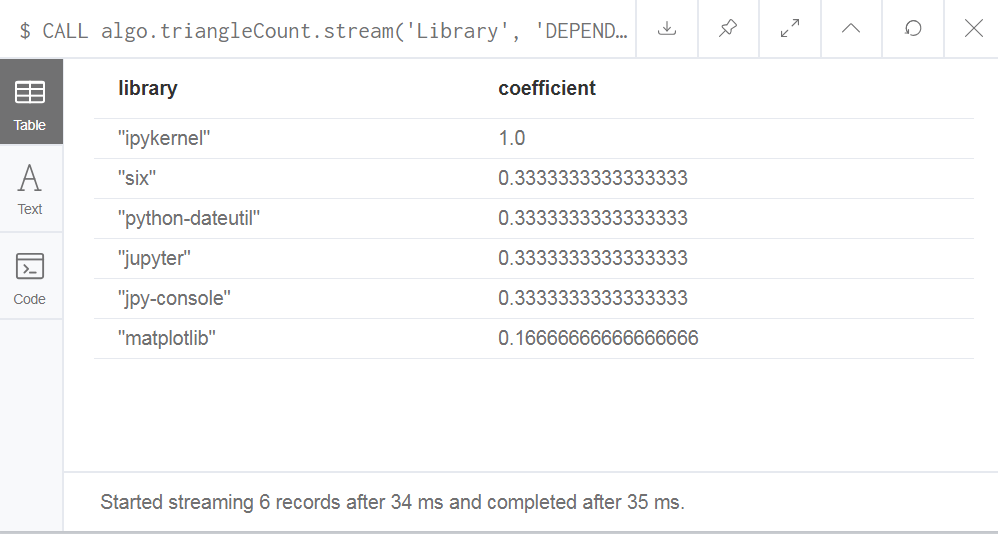 $ CALL algo.triangleCount.stream('Library', 'DEPEND…
Table
Text
Code
library coefficient
"ipykernel" 1.0
"six" 0.3333333333333333
"python-dateutil" 0.3333333333333333
"jupyter" 0.3333333333333333
"jpy-console" 0.3333333333333333
"matplotlib" 0.16666666666666666
Started streaming 6 records after 34 ms and completed after 35 ms.